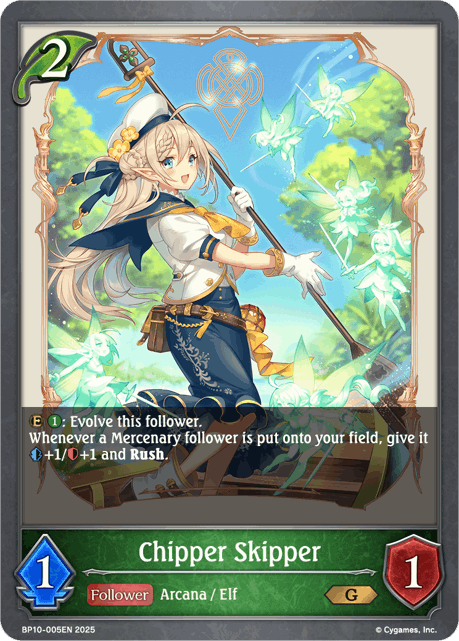 2
E 1: Evolve this follower.
Whenever a Mercenary follower is put onto your field, give it
+1/+1 and Rush.
Chipper Skipper
1
Follower Arcana / Elf
G
1
BP10-005EN 2025
© Cygames, Inc.